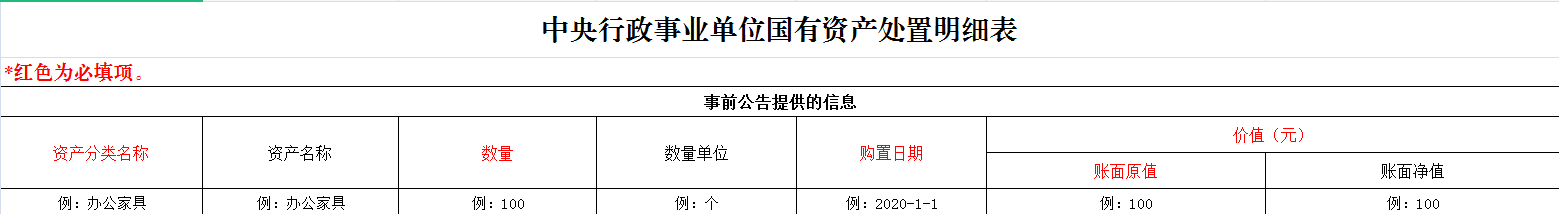 中央行政事业单位国有资产处置明细表
*红色为必填项。
事前公告提供的信息
资产分类名称 资产名称 数量 数量单位 购置日期 价值（元）
账面原值 账面净值
例：办公家具 例：办公家具 例：100 例：个 例：2020-1-1 例：100 例：100